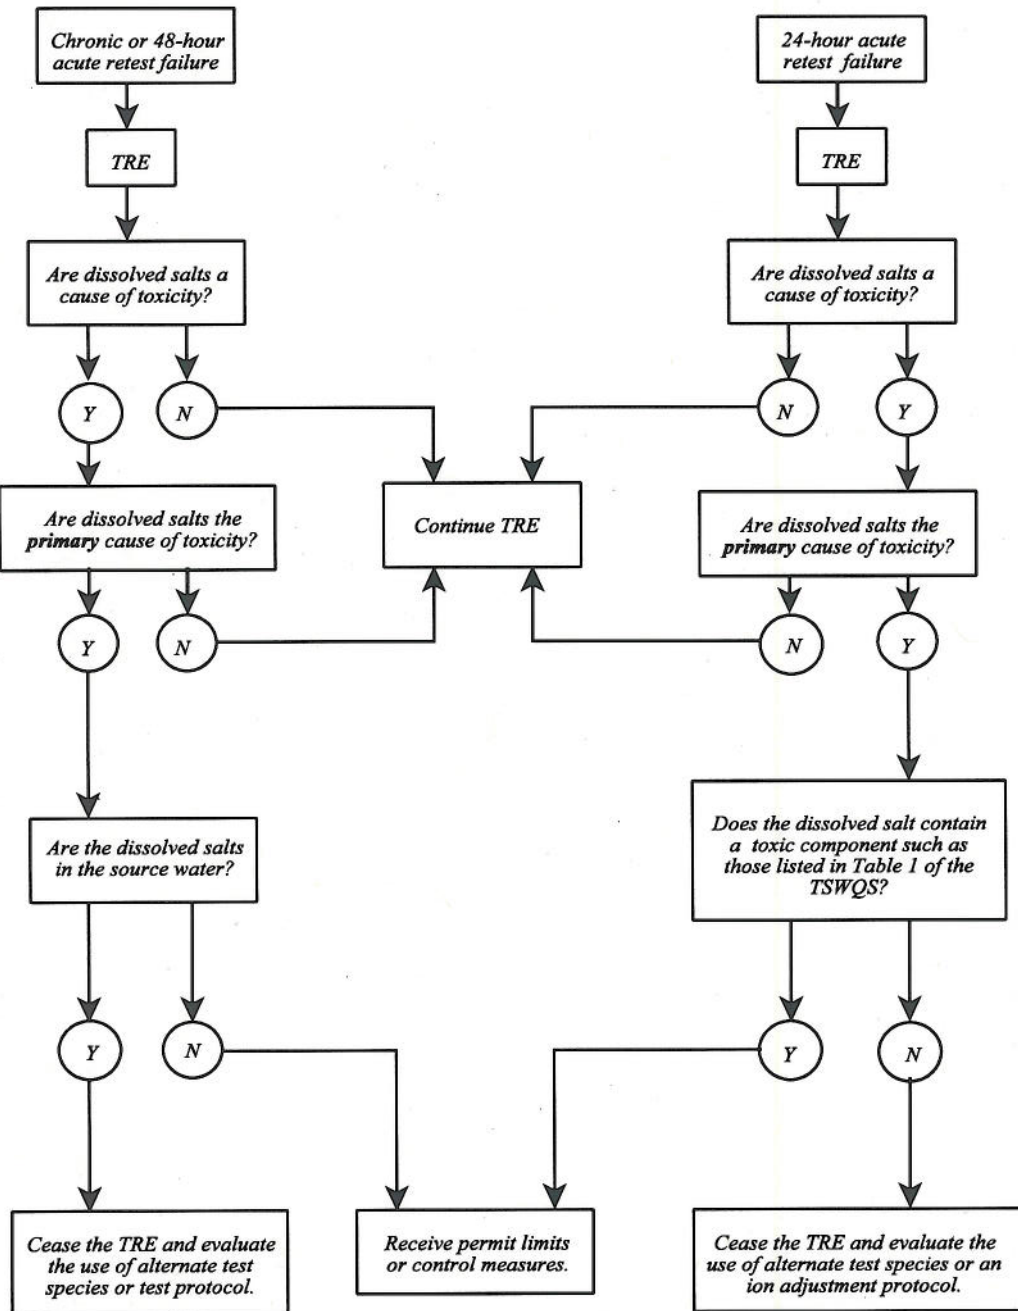 Chronic or 48-hour
acute retest failure
24-hour acute
retest failure
TRE
TRE
Are dissolved salts a
cause of toxicity?
Are dissolved salts a
cause of toxicity?
Y
N
N
Y
Are dissolved salts the
primary cause of toxicity?
Continue TRE
Are dissolved salts the
primary cause of toxicity?
Y
N
N
Y
Are the dissolved salts
in the source water?
Does the dissolved salt contain
a toxic component such as
those listed in Table 1 of the
TSWQS?
Y
N
Y
N
Cease the TRE and evaluate
the use of alternate test
species or test protocol.
Receive permit limits
or control measures.
Cease the TRE and evaluate the
use of alternate test species or an
ion adjustment protocol.